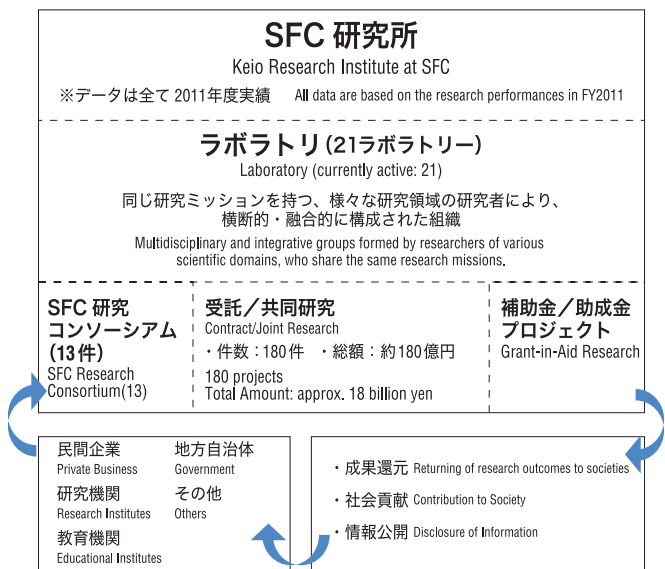 SFC 研究所
Keio Research Institute at SFC
※データは全て 2011年度実績 All data are based on the research performances in FY2011
ラボラトリ(21ラボラトリー)
Laboratory (currently active: 21)
同じ研究ミッションを持つ、様々な研究領域の研究者により、
横断的・融合的に構成された組織
Multidisciplinary and integrative groups formed by researchers of various
scientific domains, who share the same research missions.
SFC 研究
コンソーシアム
(13件)
SFC Research
Consortium(13)
受託／共同研究
Contract/Joint Research
・件数：180件 ・総額：約180億円
180 projects
Total Amount: approx. 18 billion yen
補助金／助成金
プロジェクト
Grant-in-Aid Research
民間企業
Private Business
研究機関
Research Institutes
教育機関
Educational Institutes
地方自治体
Government
その他
Others
・成果還元 Returning of research outcomes to societies
・社会貢献 Contribution to Society
・情報公開 Disclosure of Information